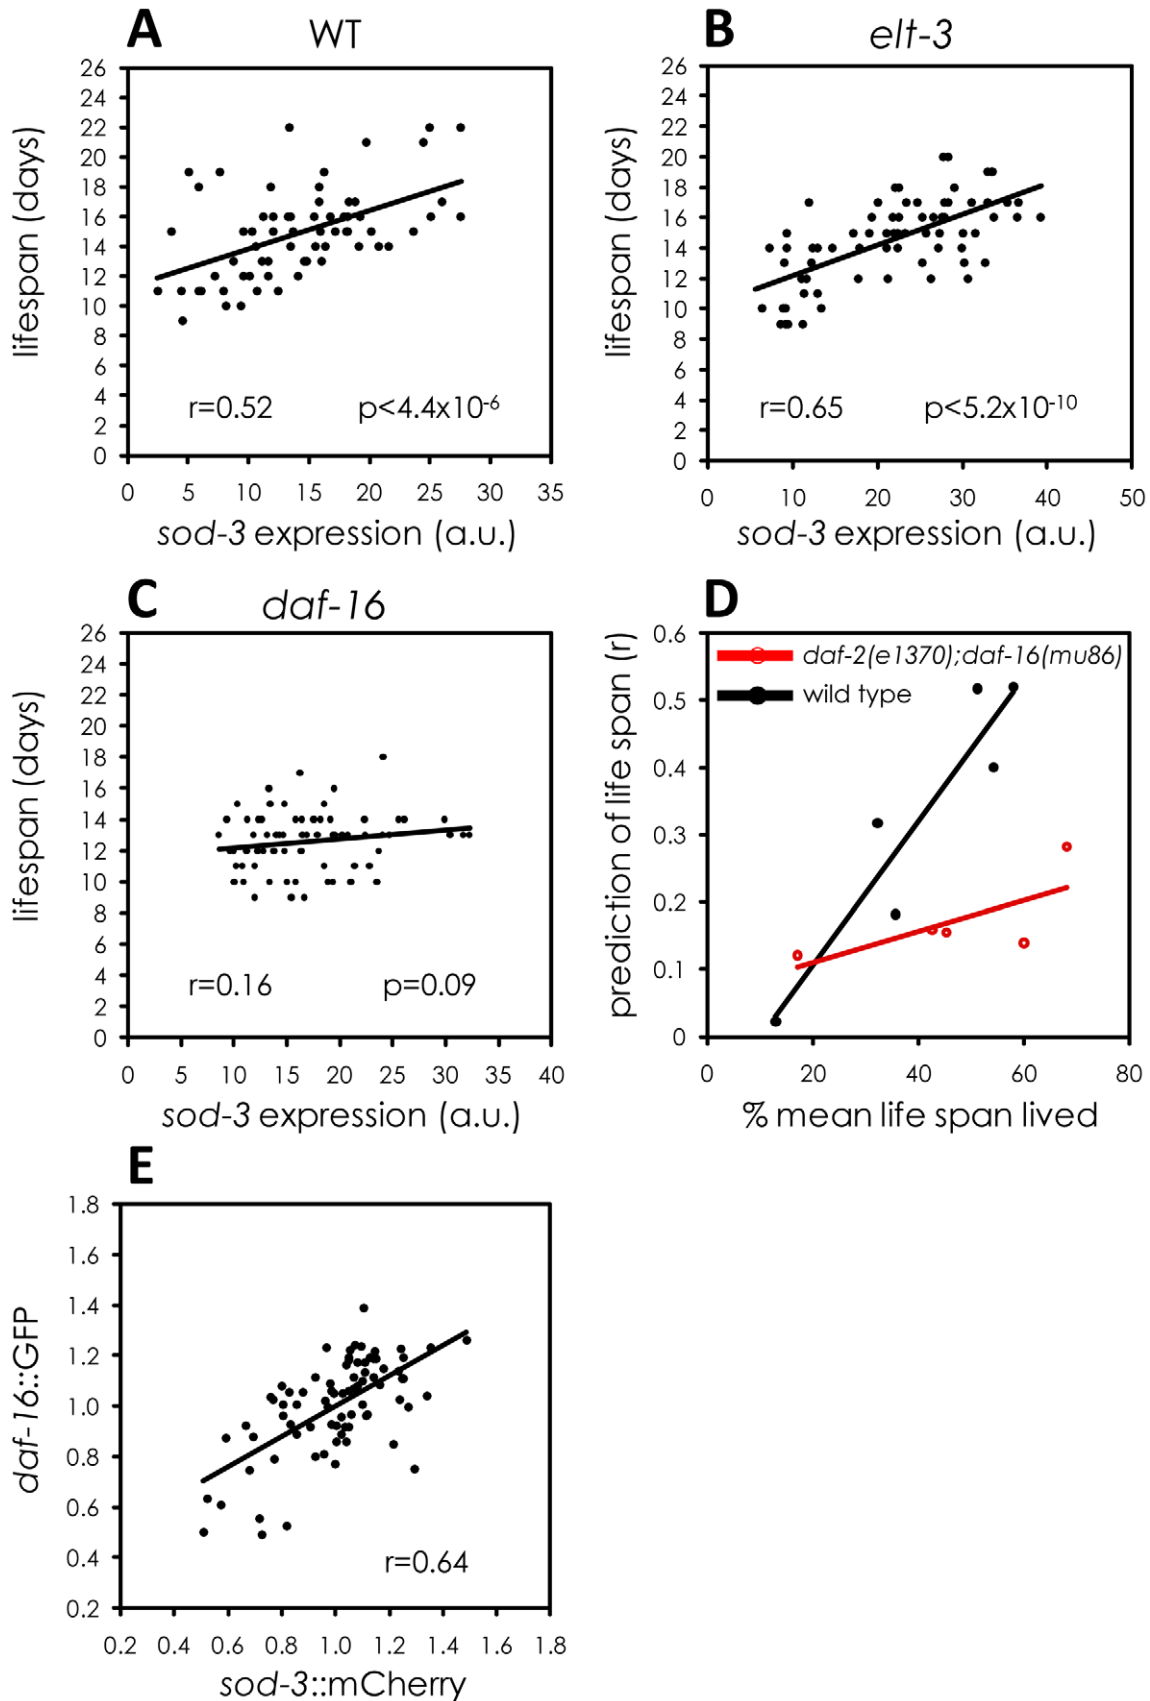 A
WT
26
24
22
20
18
16
14
12
10
8
6
4
2
0
lifespan (days)
r=0.52
p<4.4x10-6
0 5 10 15 20 25 30 35
sod-3 expression (a.u.)
B
elt-3
26
24
22
20
18
16
14
12
10
8
6
4
2
0
lifespan (days)
r=0.65
p<5.2x10-10
0 10 20 30 40 50
sod-3 expression (a.u.)
C
daf-16
26
24
22
20
18
16
14
12
10
8
6
4
2
0
lifespan (days)
r=0.16
p=0.09
0 5 10 15 20 25 30 35 40
sod-3 expression (a.u.)
D
0.6
0.5
0.4
0.3
0.2
0.1
0
prediction of life span (r)
daf-2(e1370);daf-16(mu86)
wild type
0 20 40 60 80
% mean life span lived
E
1.8
1.6
1.4
1.2
1.0
0.8
0.6
0.4
0.2
daf-16::GFP
r=0.64
0.2 0.4 0.6 0.8 1.0 1.2 1.4 1.6 1.8
sod-3::mCherry